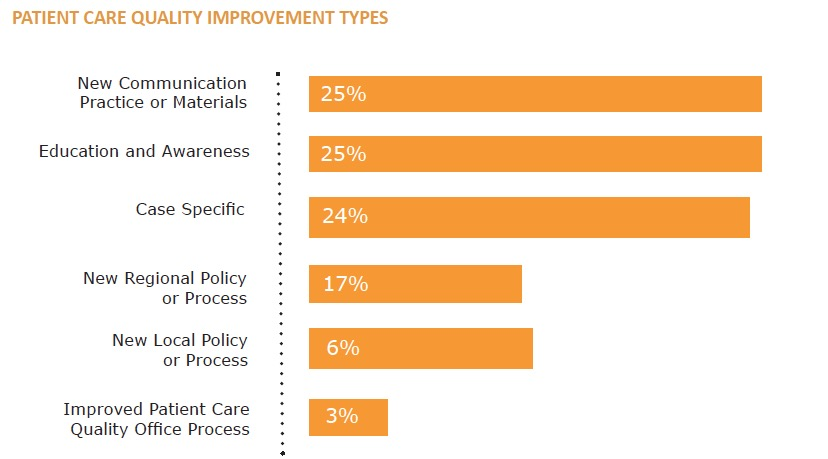 PATIENT CARE QUALITY IMPROVEMENT TYPES
New Communication
Practice or Materials
25%
Education and Awareness
25%
Case Specific
24%
New Regional Policy
or Process
17%
New Local Policy
or Process
6%
Improved Patient Care
Quality Office Process
3%